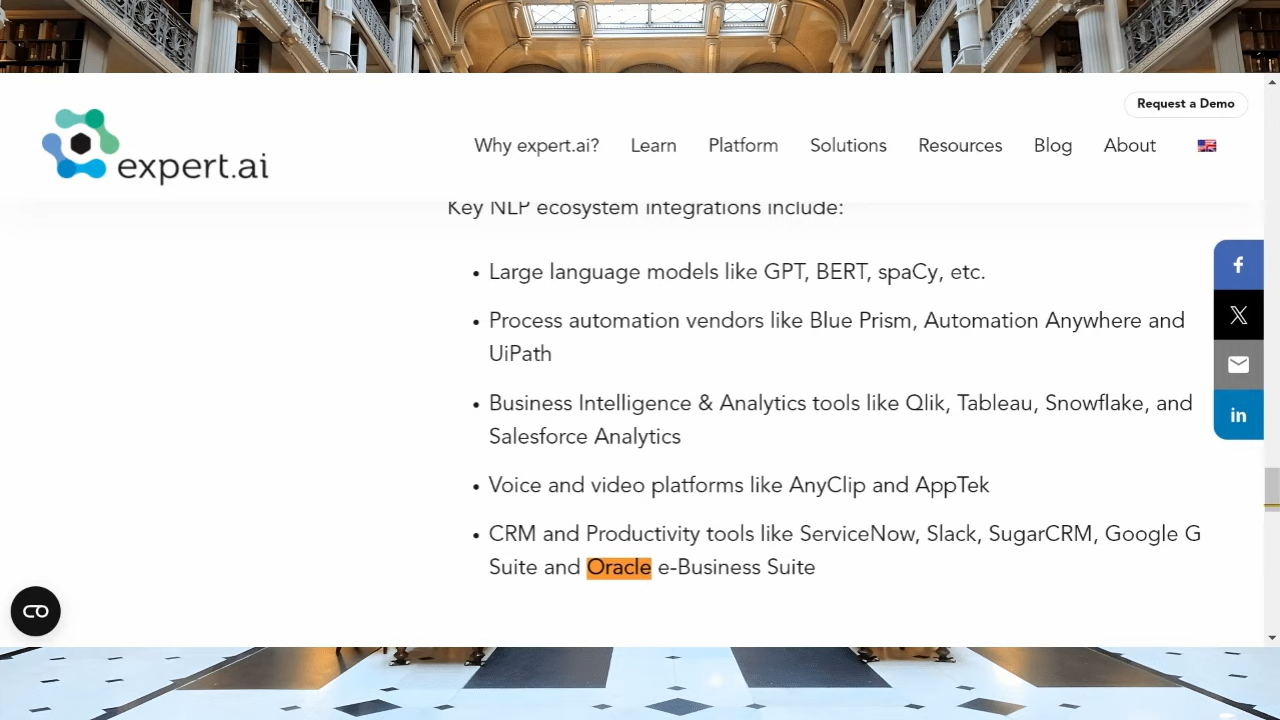 Request a Demo
expert.ai
Why expert.ai? Learn Platform Solutions Resources Blog About
Key NLP ecosystem integrations include:
• Large language models like GPT, BERT, spaCy, etc.
• Process automation vendors like Blue Prism, Automation Anywhere and
UiPath
• Business Intelligence & Analytics tools like Qlik, Tableau, Snowflake, and
Salesforce Analytics
• Voice and video platforms like AnyClip and AppTek
• CRM and Productivity tools like ServiceNow, Slack, SugarCRM, Google G
Suite and Oracle e-Business Suite
f
X
in